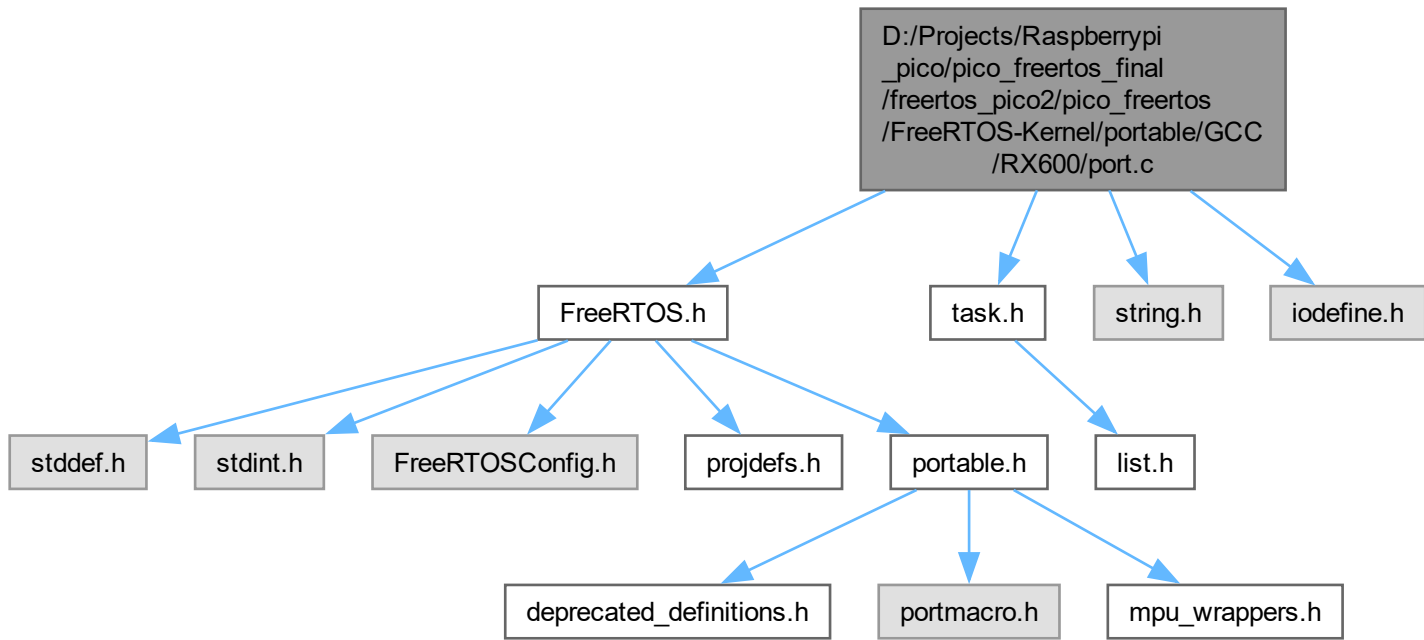 D:/Projects/Raspberrypi
_pico/pico_freertos_final
/freertos_pico2/pico_freertos
/FreeRTOS-Kernel/portable/GCC
/RX600/port.c
FreeRTOS.h
task.h
string.h
iodefine.h
stddef.h
stdint.h
FreeRTOSConfig.h
projdefs.h
portable.h
list.h
deprecated_definitions.h
portmacro.h
mpu_wrappers.h